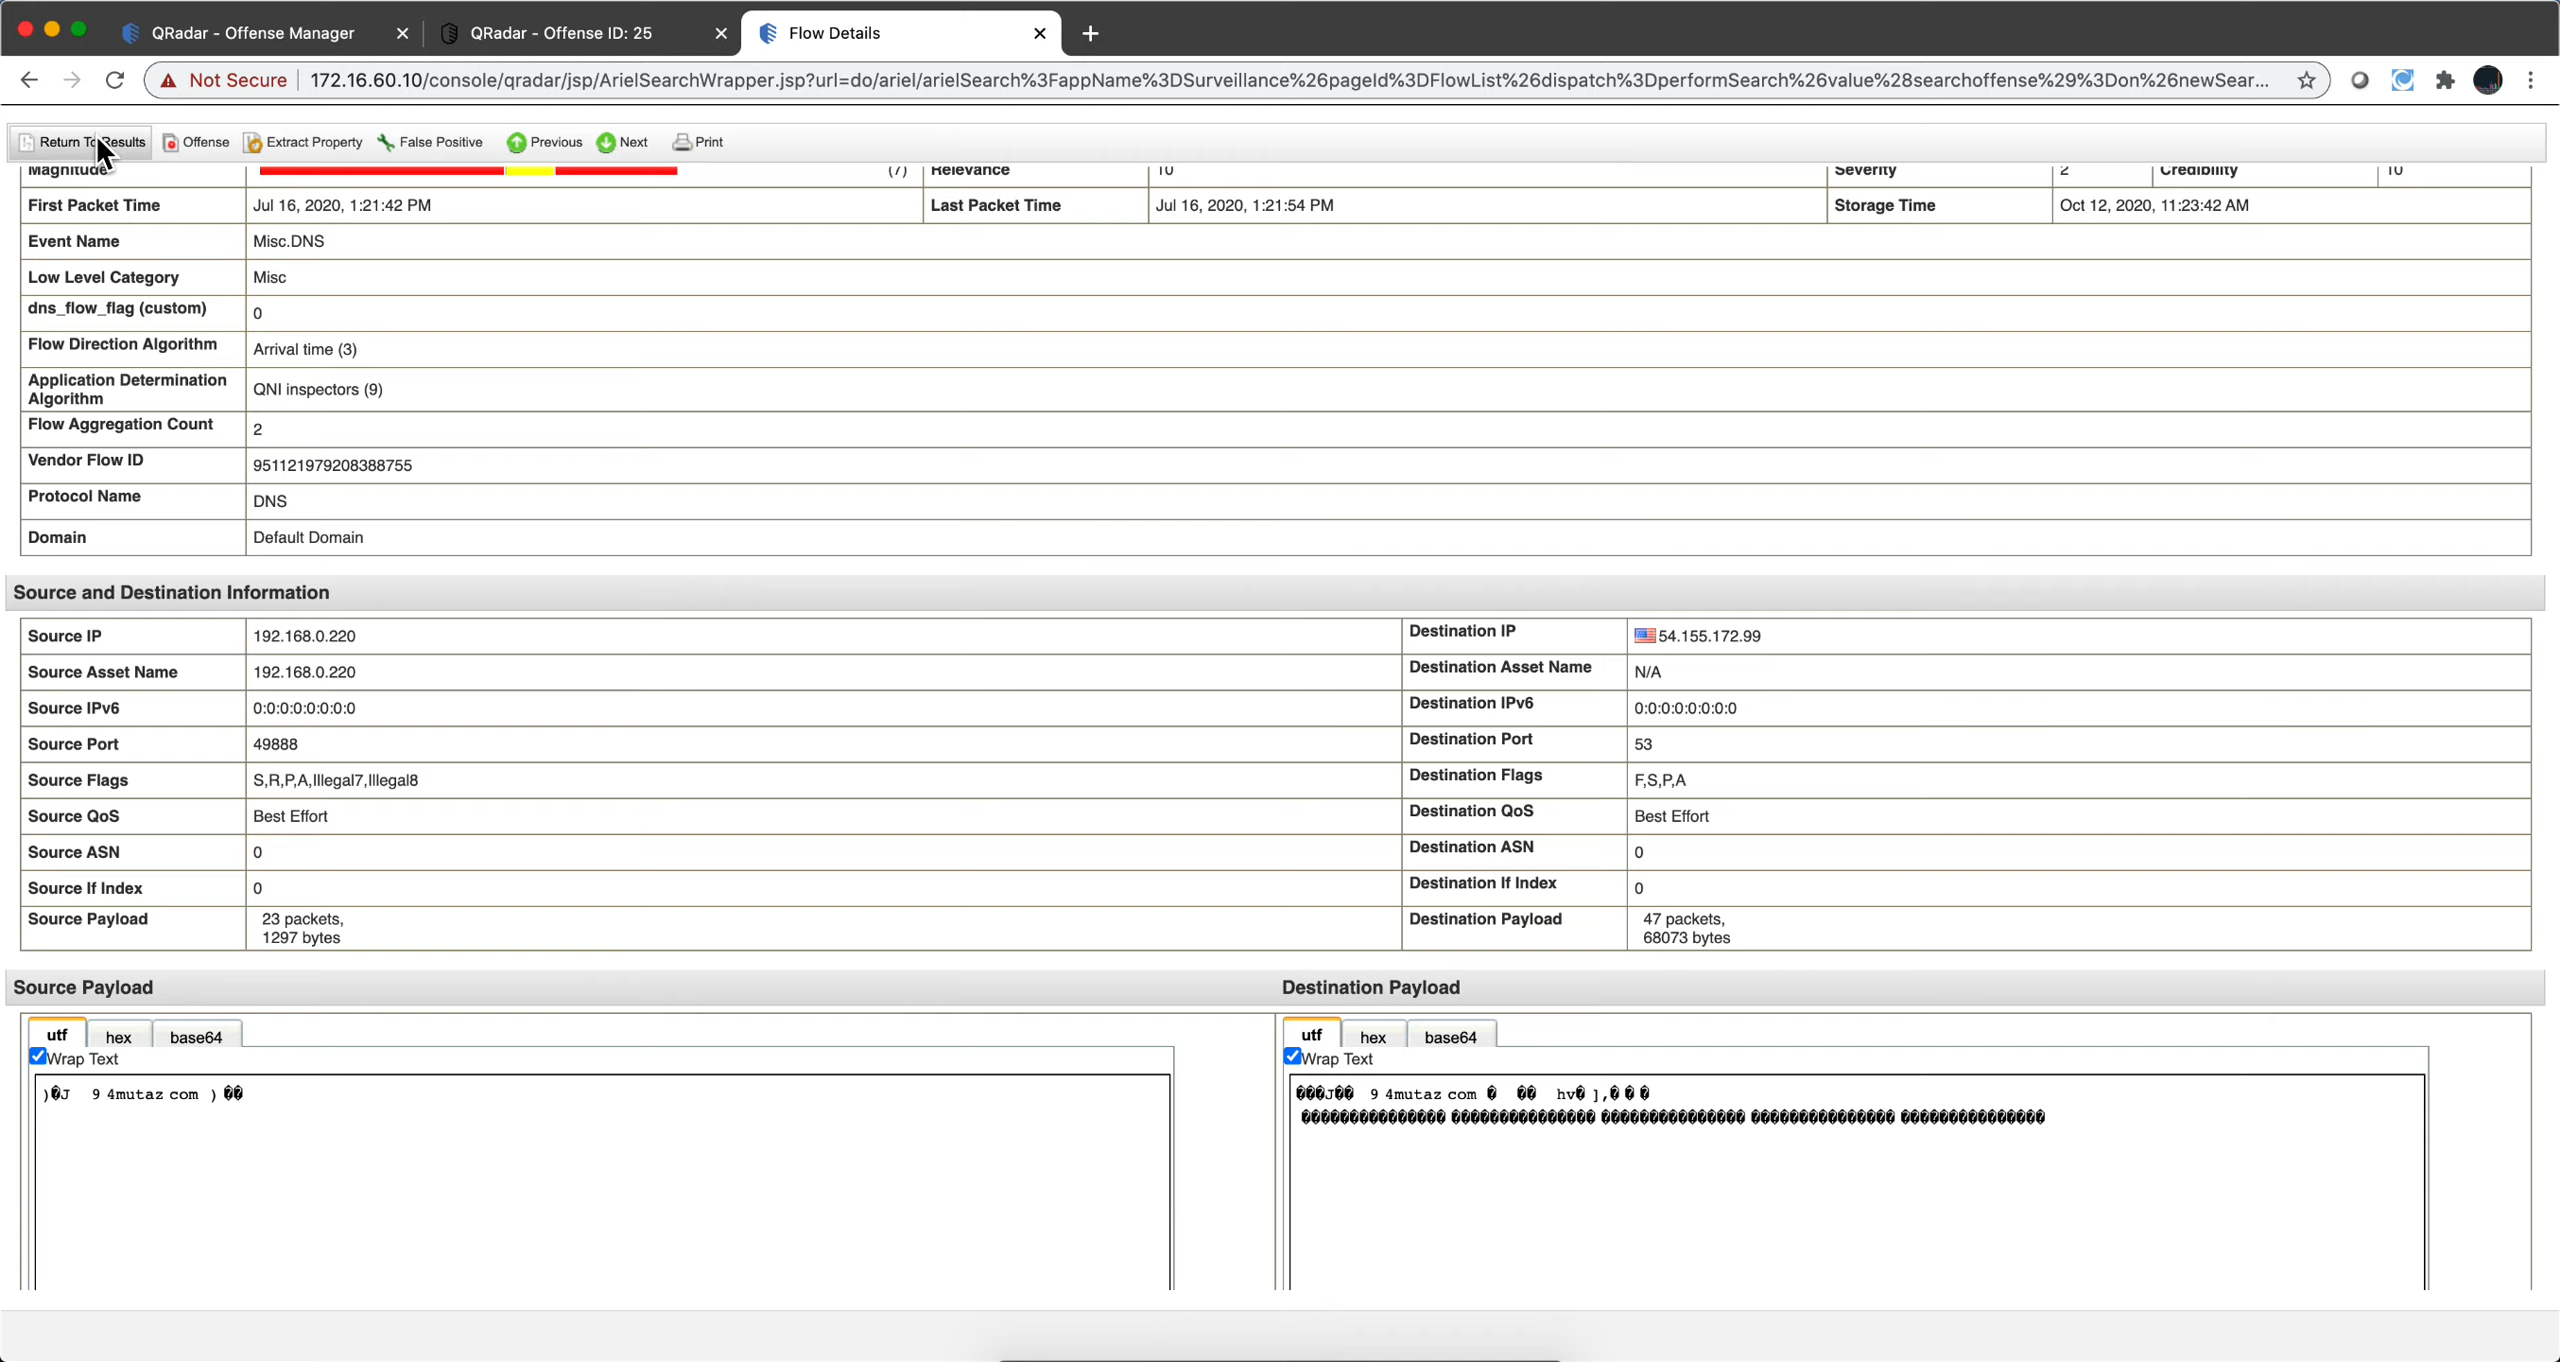 QRadar - Offense Manager
QRadar - Offense ID: 25
Flow Details
Not Secure
172.16.60.10/console/qradar/jsp/ArielSearchWrapper.jsp?url=do/ariel/arielSearch%3FappName%3DSurveillance%26pageId%3DFlowList%26dispatch%3DperformSearch%26value%28searchoffense%29%3Don%26newSear...
Return To Results Offense Extract Property False Positive Previous Next Print
Magnitude (7) Relevance 10 Severity 2 Credibility 10
First Packet Time Jul 16, 2020, 1:21:42 PM Last Packet Time Jul 16, 2020, 1:21:54 PM Storage Time Oct 12, 2020, 11:23:42 AM
Event Name Misc.DNS
Low Level Category Misc
dns_flow_flag (custom) 0
Flow Direction Algorithm Arrival time (3)
Application Determination
Algorithm QNI inspectors (9)
Flow Aggregation Count 2
Vendor Flow ID 951121979208388755
Protocol Name DNS
Domain Default Domain
Source and Destination Information
Source IP 192.168.0.220 Destination IP 54.155.172.99
Source Asset Name 192.168.0.220 Destination Asset Name N/A
Source IPv6 0:0:0:0:0:0:0:0 Destination IPv6 0:0:0:0:0:0:0:0
Source Port 49888 Destination Port 53
Source Flags S,R,P,A,Illegal7,Illegal8 Destination Flags F,S,P,A
Source QoS Best Effort Destination QoS Best Effort
Source ASN 0 Destination ASN 0
Source If Index 0 Destination If Index 0
Source Payload 23 packets, Destination Payload 47 packets,
1297 bytes 68073 bytes
Source Payload Destination Payload
utf hex base64 utf hex base64
Wrap Text Wrap Text
)�J 9 4mutaz com ) �� ���J�� 9 4mutaz com � �� hv� ],� � �